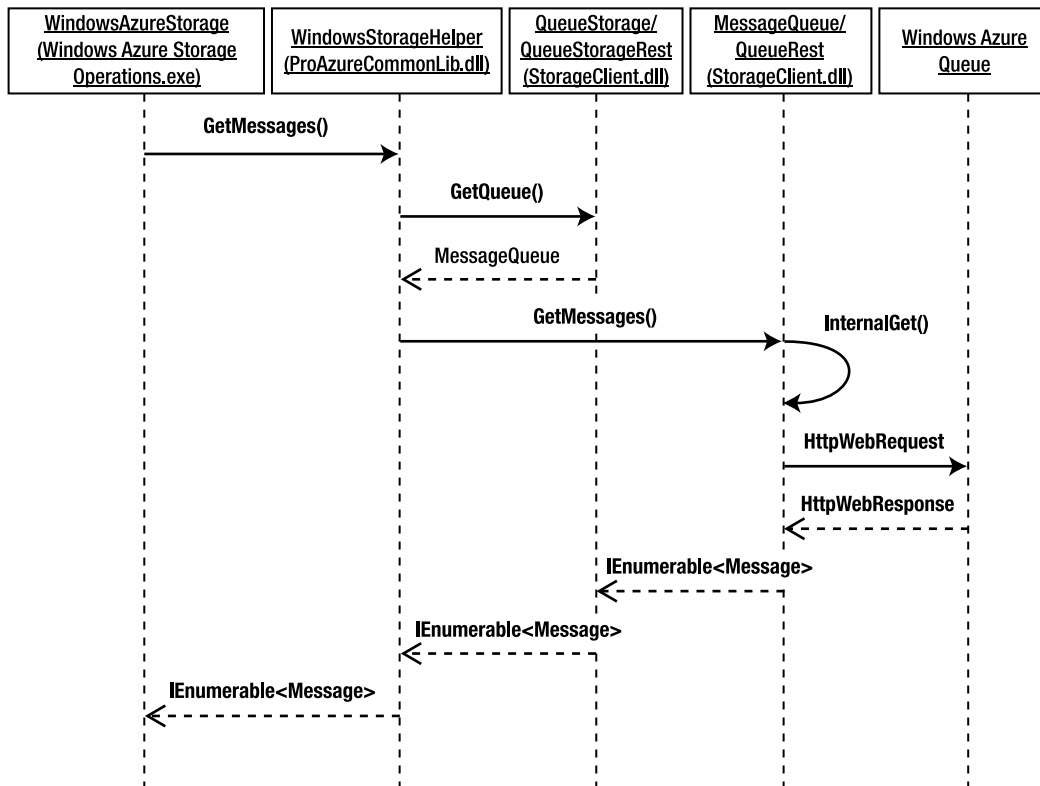 WindowsAzureStorage
(Windows Azure Storage
Operations.exe)
WindowsStorageHelper
(ProAzureCommonLib.dll)
QueueStorage/
QueueStorageRest
(StorageClient.dll)
MessageQueue/
QueueRest
(StorageClient.dll)
Windows Azure
Queue
GetMessages()
GetQueue()
MessageQueue
GetMessages()
InternalGet()
HttpWebRequest
HttpWebResponse
IEnumerable<Message>
IEnumerable<Message>
IEnumerable<Message>